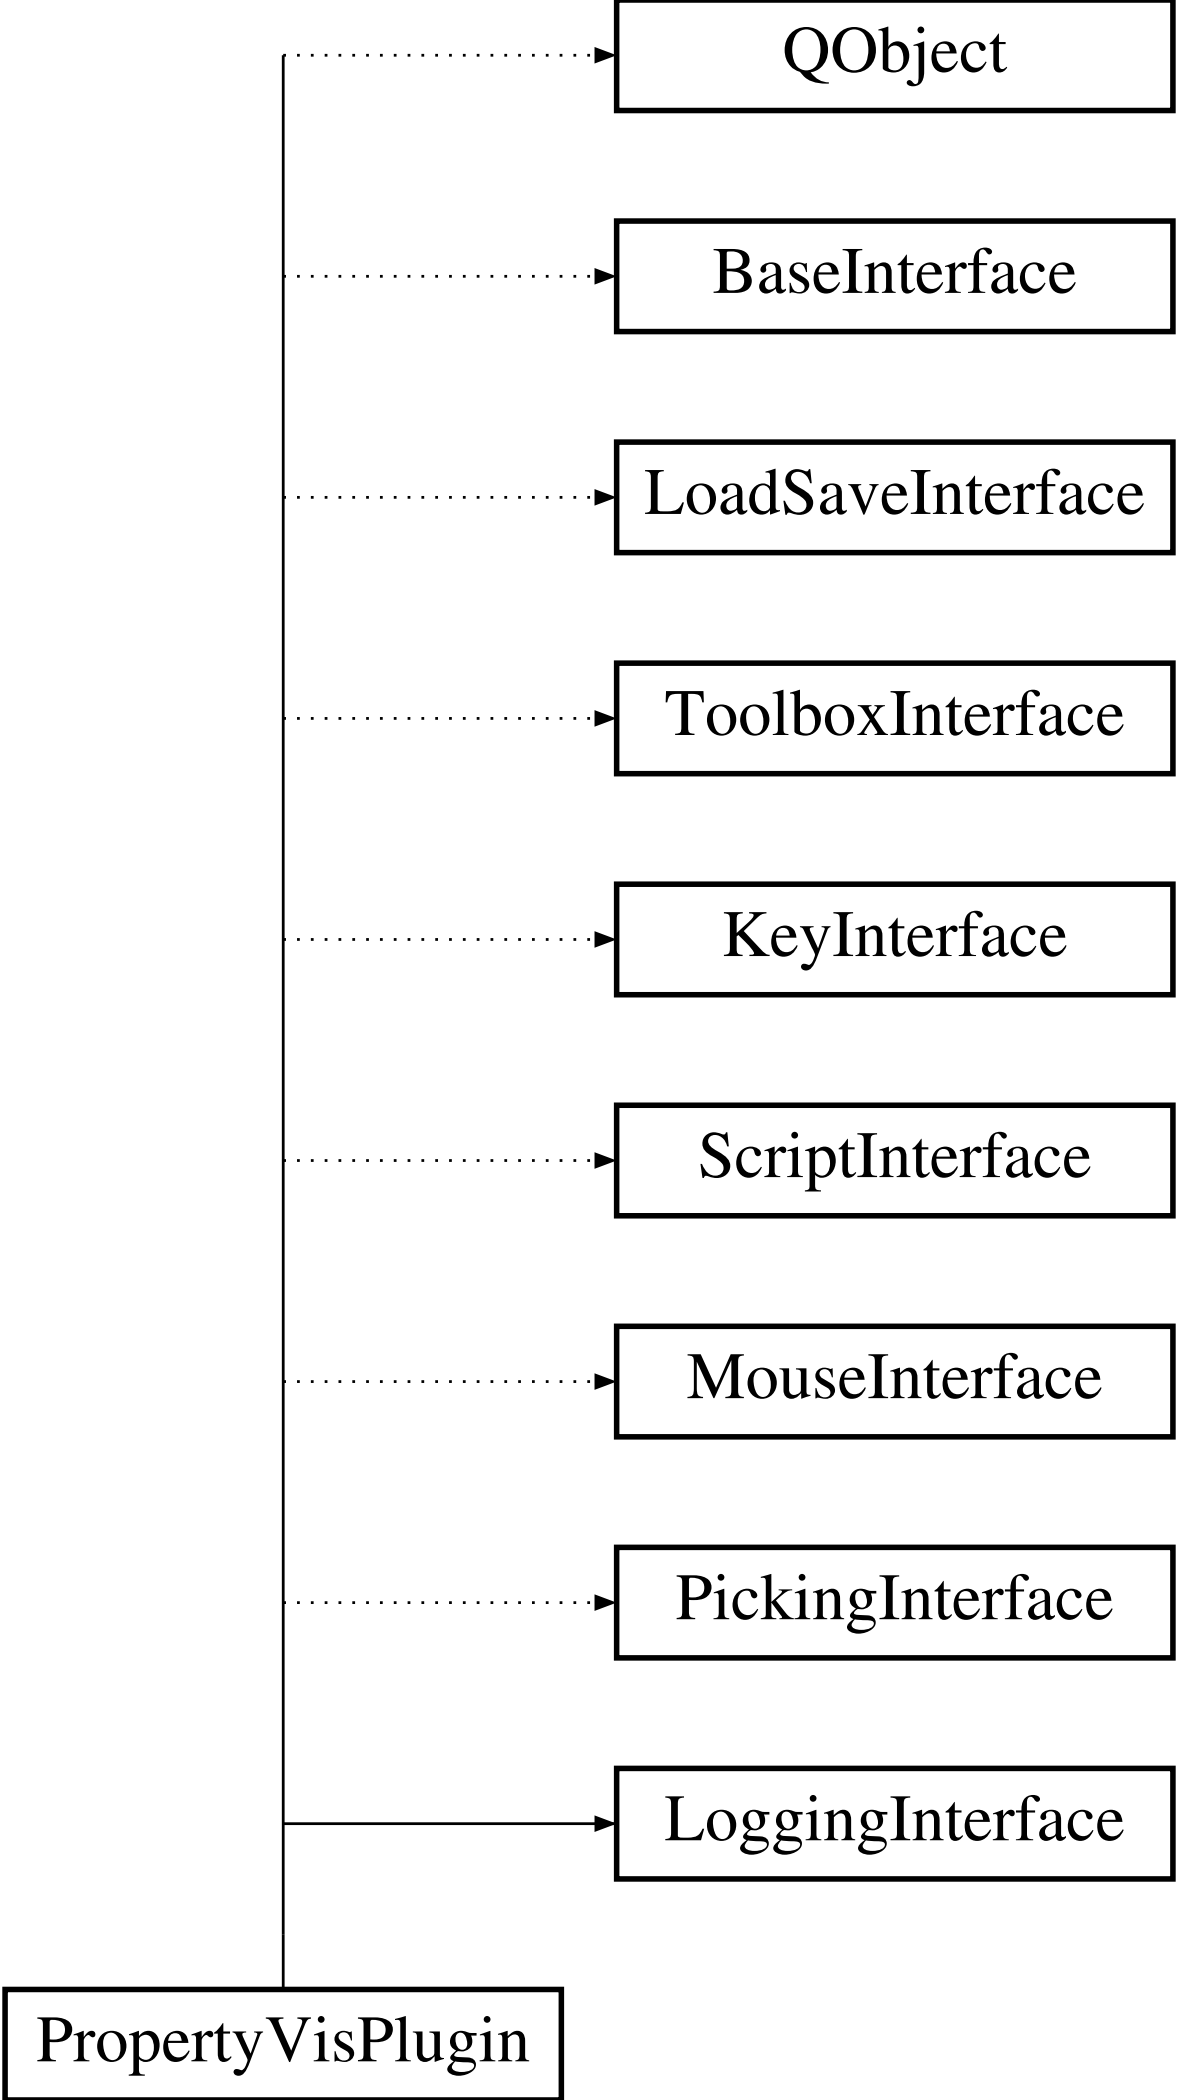 QObject
BaseInterface
LoadSaveInterface
ToolboxInterface
KeyInterface
ScriptInterface
MouseInterface
PickingInterface
LoggingInterface
PropertyVisPlugin